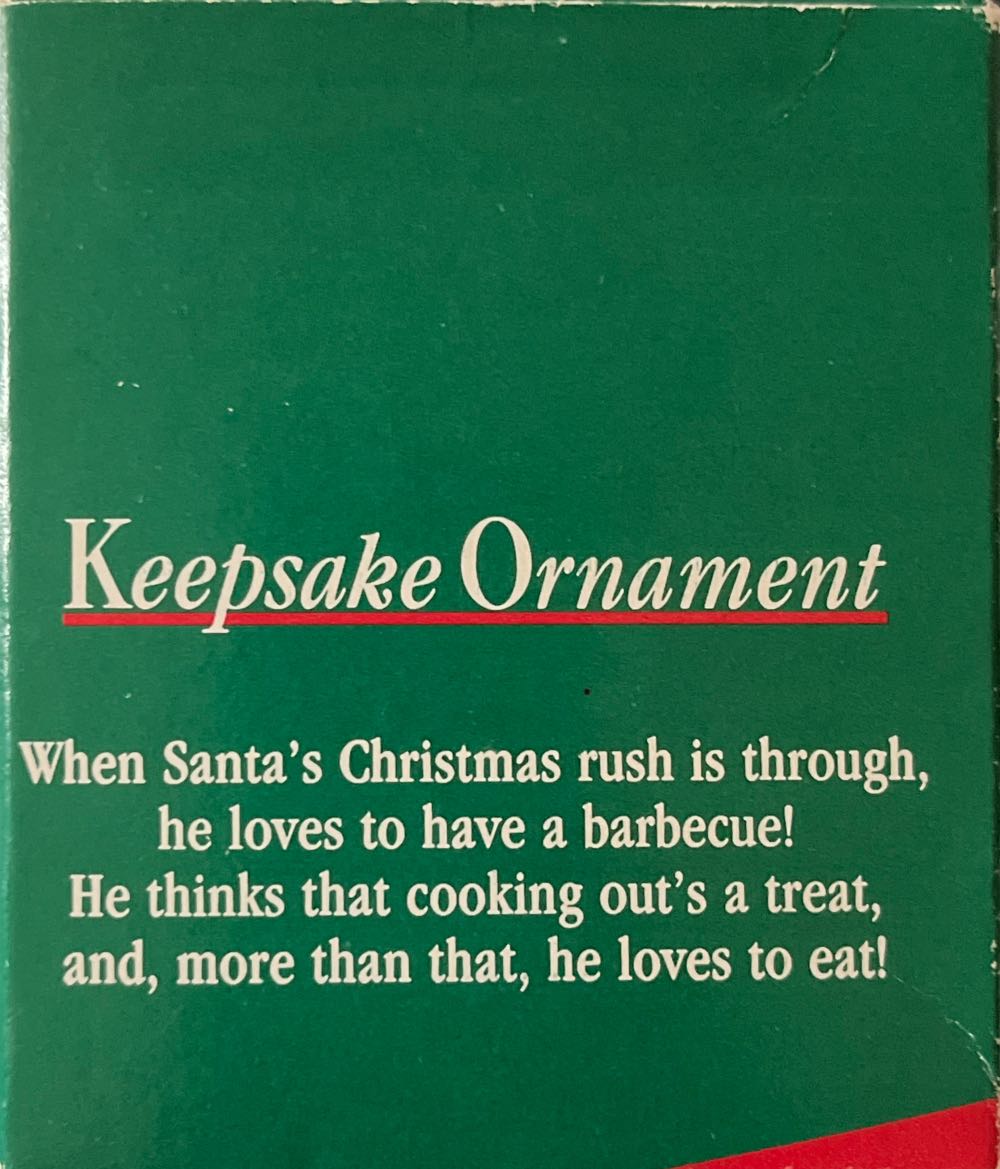 Keepsake Ornament
When Santa's Christmas rush is through,
he loves to have a barbecue!
He thinks that cooking out's a treat,
and, more than that, he loves to eat!